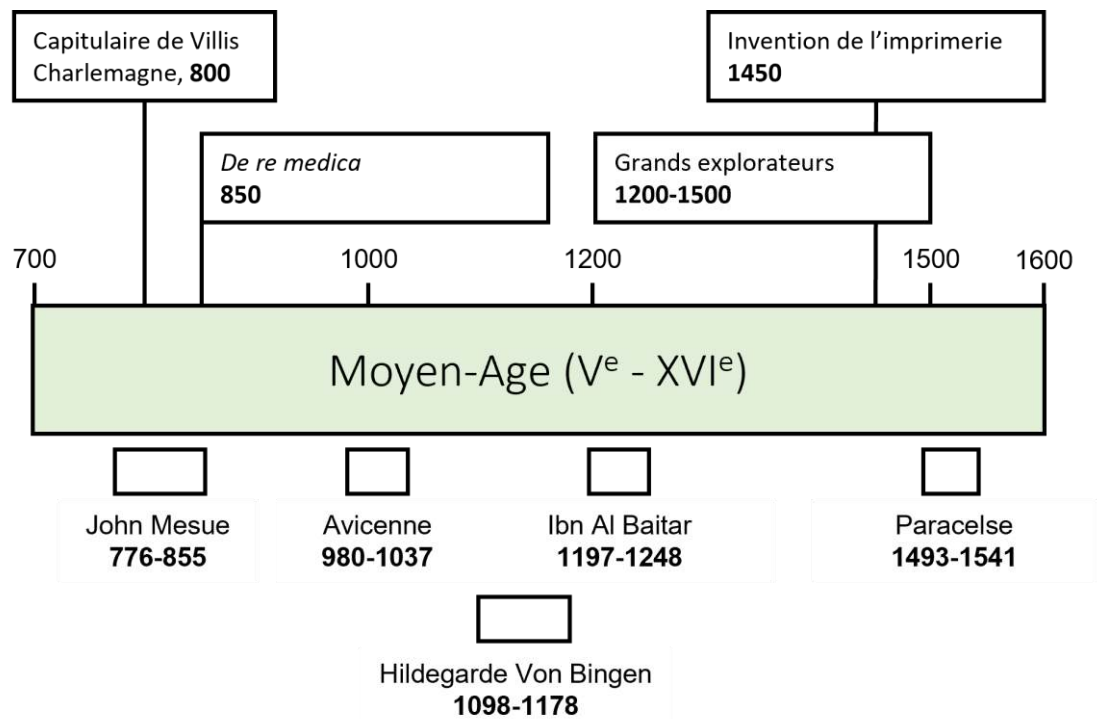 Capitulaire de Villis
Charlemagne, 800
Invention de l’imprimerie
1450
De re medica
850
Grands explorateurs
1200-1500
700
1000
1200
1500
1600
Moyen-Age (Ve - XVIe)
John Mesue
776-855
Avicenne
980-1037
Ibn Al Baitar
1197-1248
Paracelse
1493-1541
Hildegarde Von Bingen
1098-1178